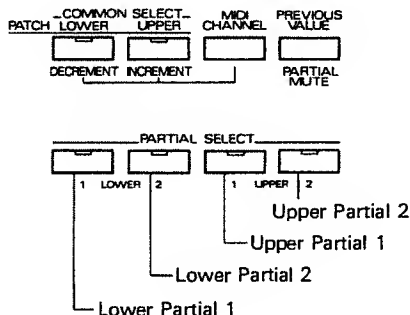 COMMON SELECT MIDI PREVIOUS
PATCH LOWER UPPER CHANNEL VALUE
DECREMENT INCREMENT PARTIAL
MUTE
PARTIAL SELECT
1 LOWER 2 1 UPPER 2
Upper Partial 2
Upper Partial 1
Lower Partial 2
Lower Partial 1